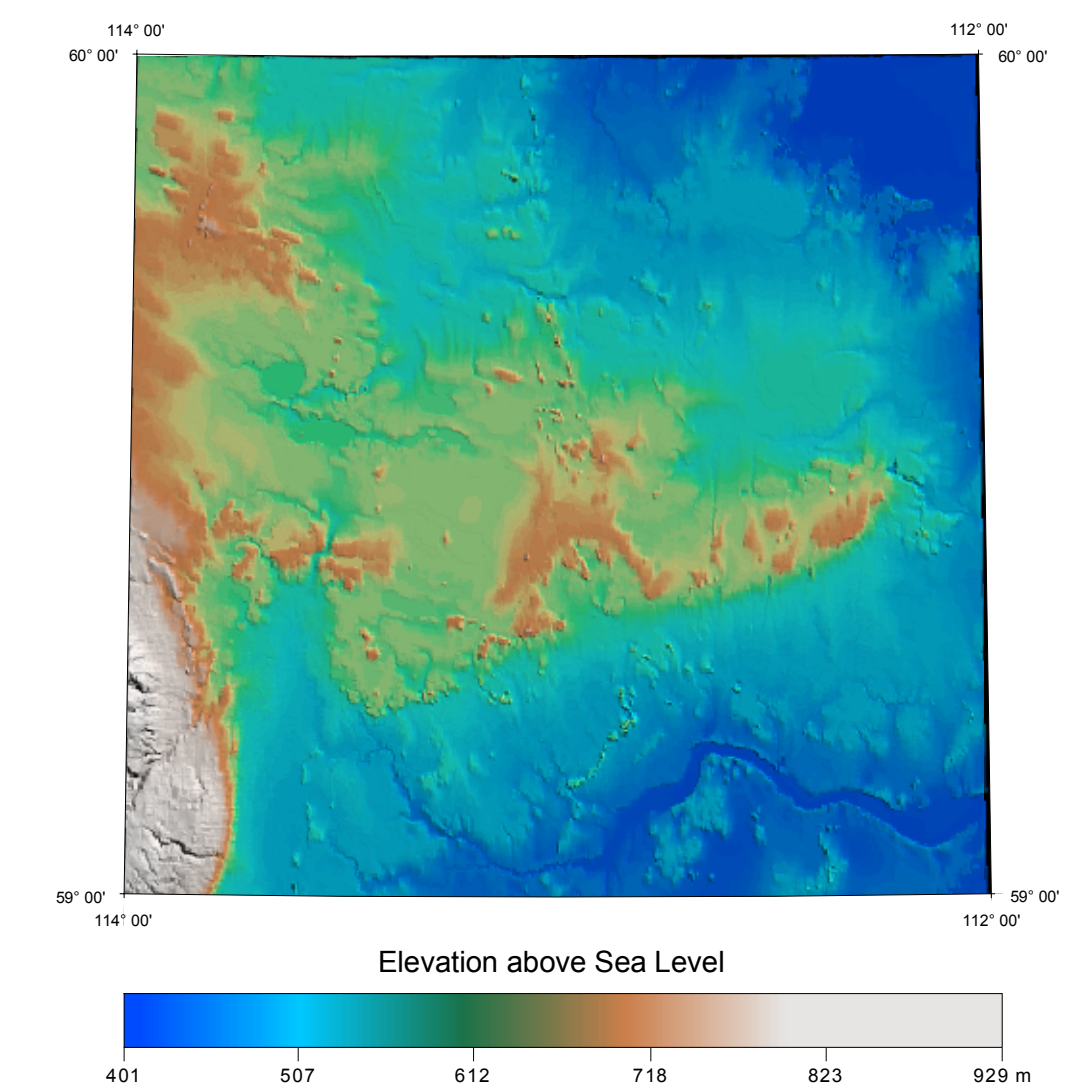 114° 00' 112° 00'
60° 00' 60° 00'
59° 00' 59° 00'
114° 00' 112° 00'
Elevation above Sea Level
401 507 612 718 823 929 m